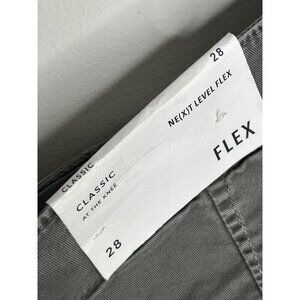 28
NE(X)T LEVEL FLEX
FLEX
CLASSIC
CLASSIC
AT THE KNEE
28